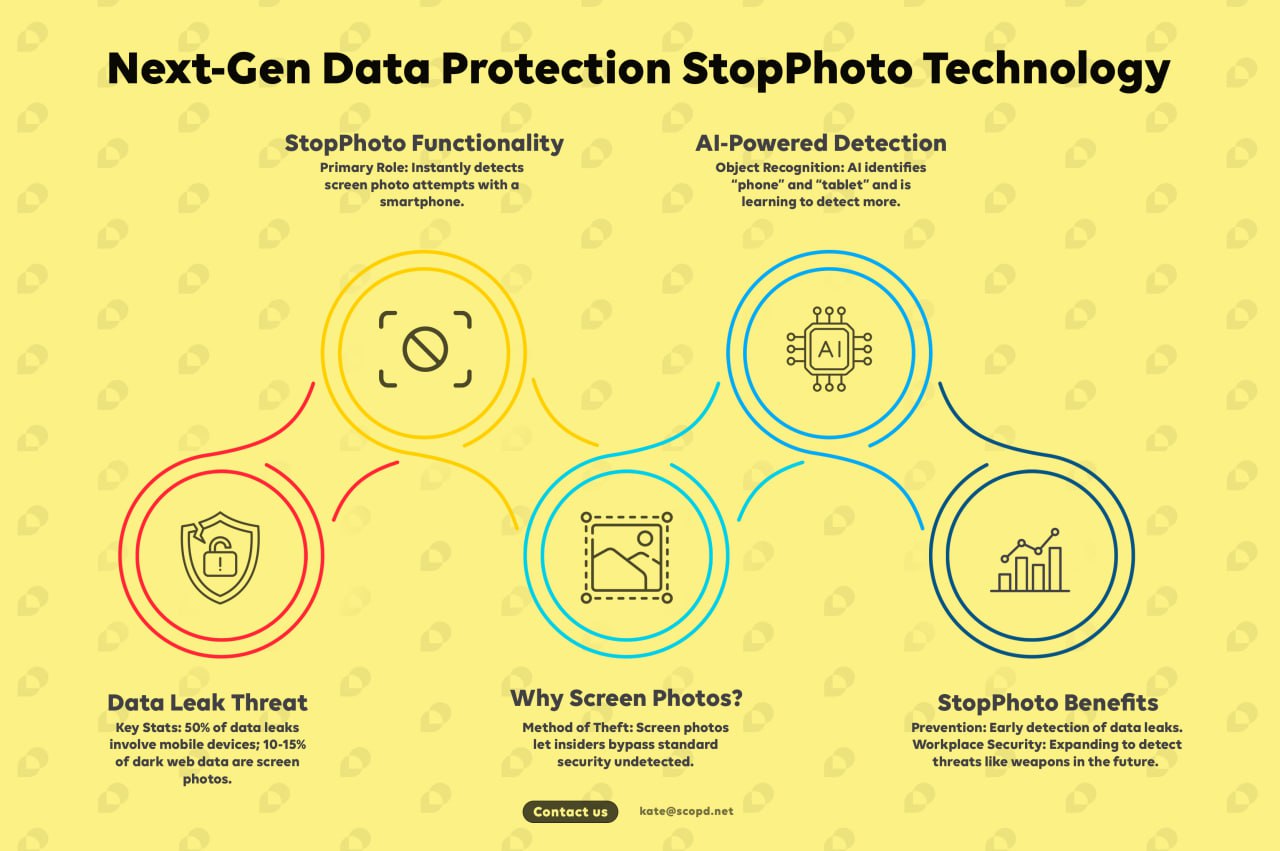 Next-Gen Data Protection StopPhoto Technology
StopPhoto Functionality
Primary Role: Instantly detects
screen photo attempts with a
smartphone.
AI-Powered Detection
Object Recognition: AI identifies
“phone” and “tablet” and is
learning to detect more.
AI
Data Leak Threat
Key Stats: 50% of data leaks
involve mobile devices; 10-15%
of dark web data are screen
photos.
Why Screen Photos?
Method of Theft: Screen photos
let insiders bypass standard
security undetected.
StopPhoto Benefits
Prevention: Early detection of data leaks.
Workplace Security: Expanding to detect
threats like weapons in the future.
Contact us
kate@scopd.net